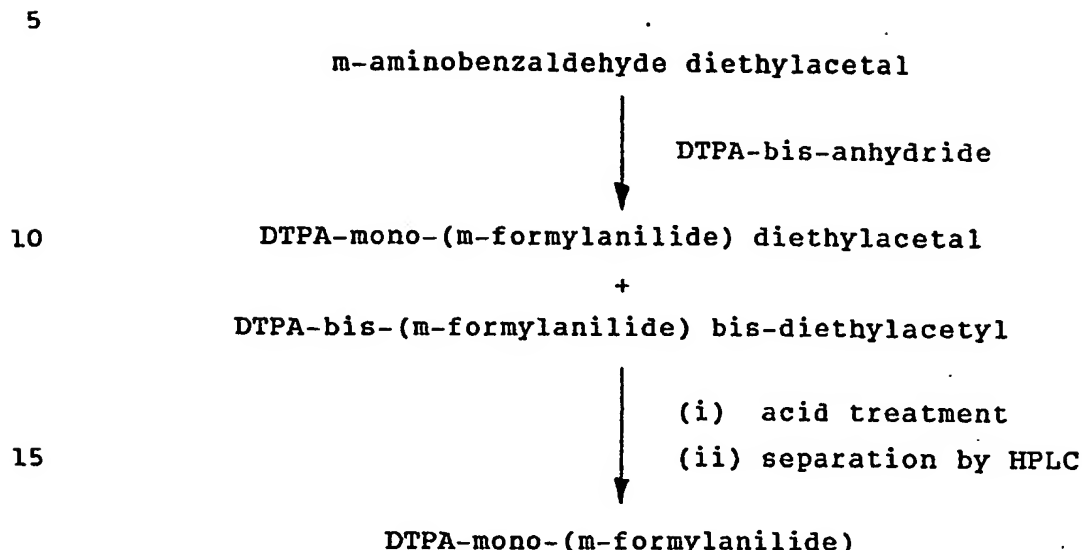 5
m-aminobenzaldehyde diethylacetal
DTPA-bis-anhydride
10 DTPA-mono-(m-formylanilide) diethylacetal
+
DTPA-bis-(m-formylanilide) bis-diethylacetyl
(i) acid treatment
15 (ii) separation by HPLC
DTPA-mono-(m-formylanilide)